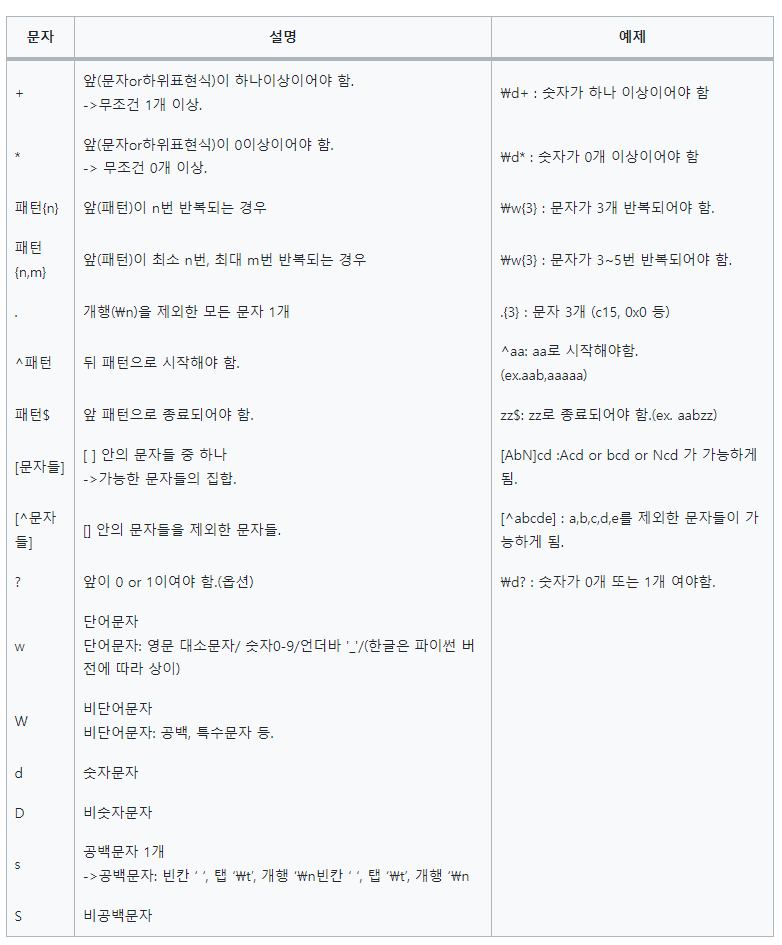 문자 설명 예제
+ 앞(문자or하위표현식)이 하나이상이어야 함.
->무조건 1개 이상. ₩d+ : 숫자가 하나 이상이어야 함
* 앞(문자or하위표현식)이 0이상이어야 함.
-> 무조건 0개 이상. ₩d* : 숫자가 0개 이상이어야 함
패턴{n} 앞(패턴)이 n번 반복되는 경우 ₩w{3} : 문자가 3개 반복되어야 함.
패턴
{n,m} 앞(패턴)이 최소 n번, 최대 m번 반복되는 경우 ₩w{3} : 문자가 3~5번 반복되어야 함.
. 개행(₩n)을 제외한 모든 문자 1개 .{3} : 문자 3개 (c15, 0x0 등)
^패턴 뒤 패턴으로 시작해야 함. ^aa: aa로 시작해야함.
(ex.aab,aaaaa)
패턴$ 앞 패턴으로 종료되어야 함. zz$: zz로 종료되어야 함.(ex. aabzz)
[문자들] [ ] 안의 문자들 중 하나
->가능한 문자들의 집합. [AbN]cd :Acd or bcd or Ncd 가 가능하게
됨.
[^문자
들] [] 안의 문자들을 제외한 문자들. [^abcde] : a,b,c,d,e를 제외한 문자들이 가
능하게 됨.
? 앞이 0 or 1이여야 함.(옵션) ₩d? : 숫자가 0개 또는 1개 여야함.
w 단어문자
단어문자: 영문 대소문자/ 숫자0-9/언더바 '_'/(한글은 파이썬 버
전에 따라 상이)
W 비단어문자
비단어문자: 공백, 특수문자 등.
d 숫자문자
D 비숫자문자
s 공백문자 1개
->공백문자: 빈칸 ‘ ‘, 탭 ‘₩t’, 개행 ‘₩n빈칸 ‘ ‘, 탭 ‘₩t’, 개행 ‘₩n
S 비공백문자